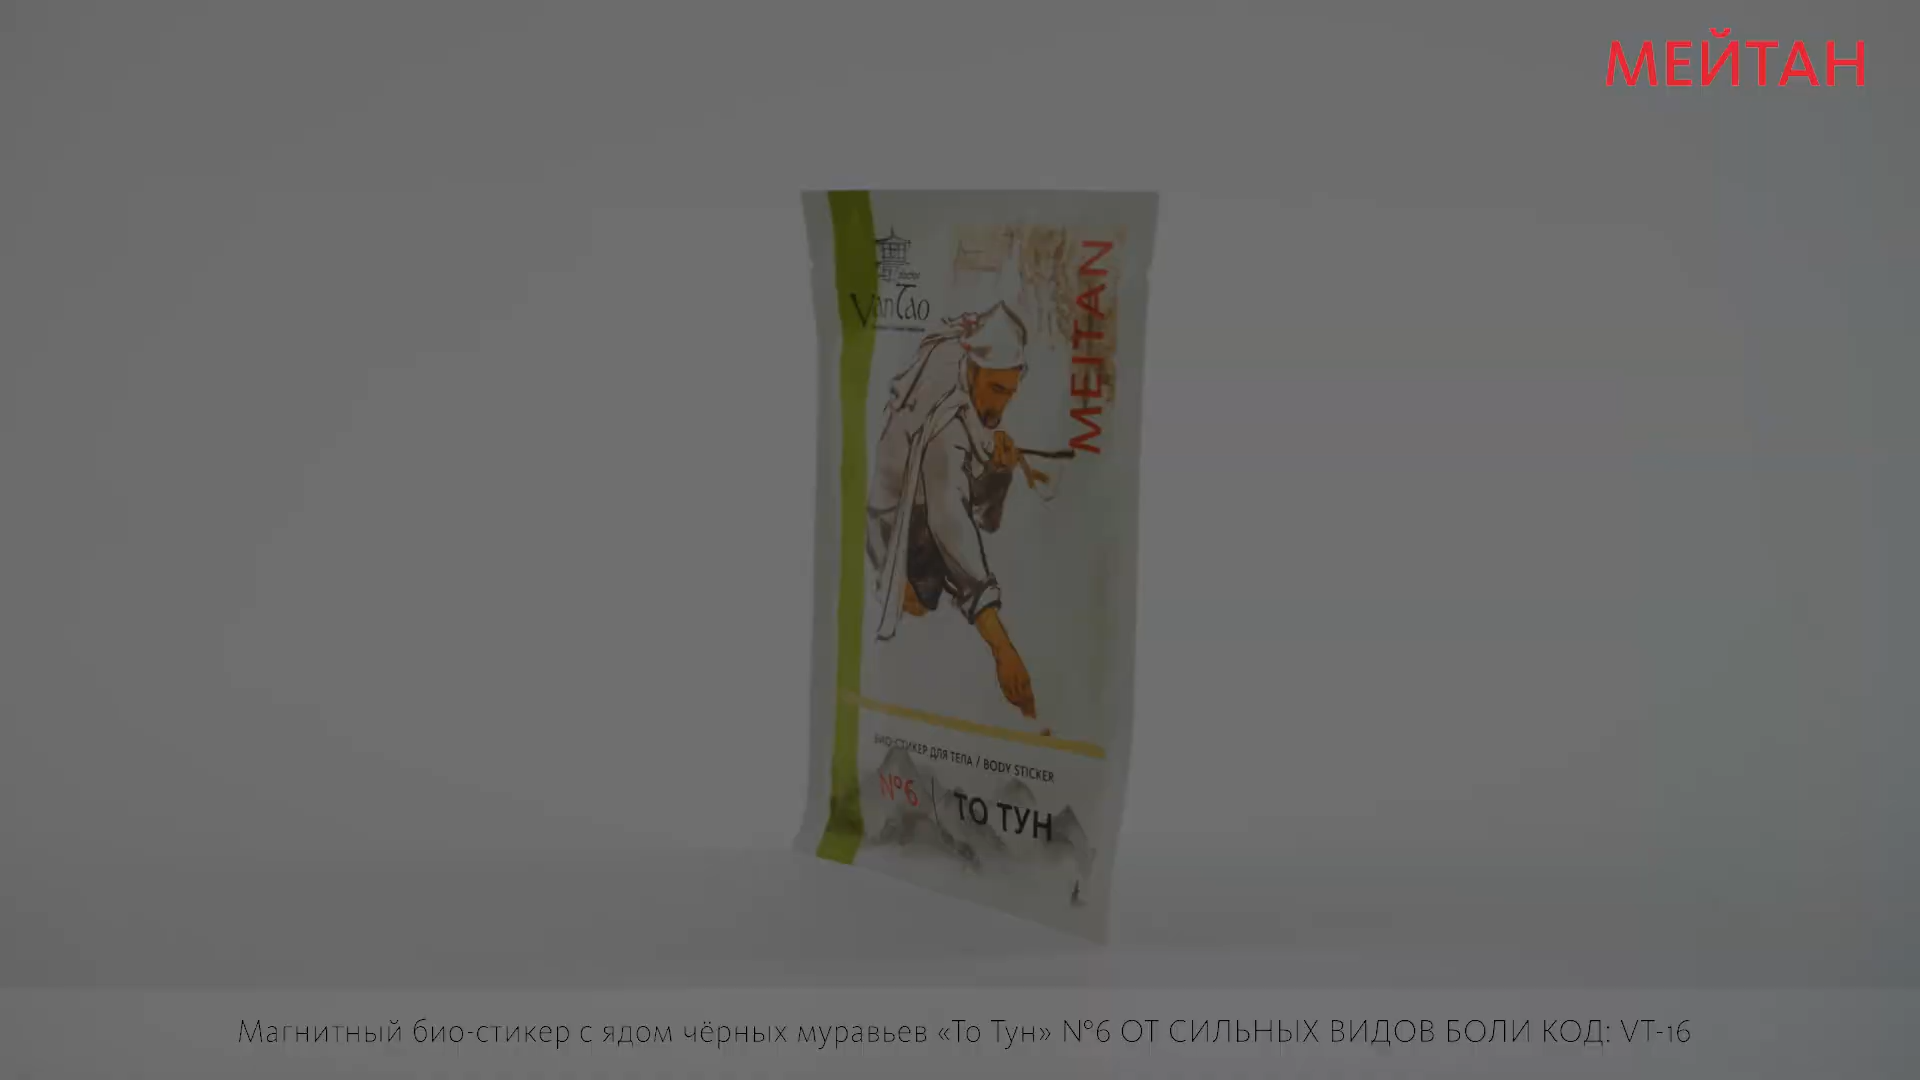 МЕЙТАН
doctor
VanTao
MEITAN
БИО-СТИКЕР ДЛЯ ТЕЛА / BODY STICKER
№6 | ТО ТУН
Магнитный био-стикер с ядом чёрных муравьев «То Тун» №6 ОТ СИЛЬНЫХ ВИДОВ БОЛИ КОД: VT-16